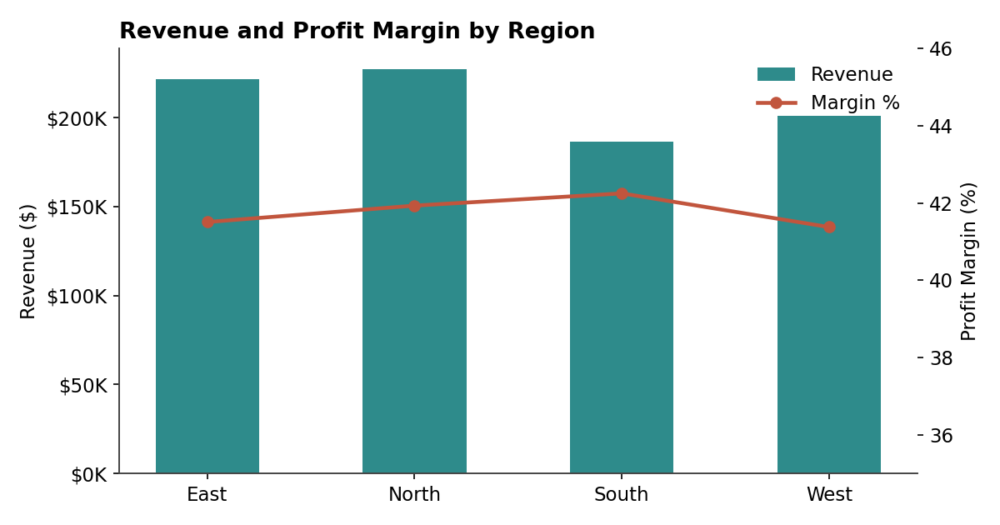 Revenue and Profit Margin by Region
Revenue
Margin %
Revenue ($)
$200K
$150K
$100K
$50K
$0K
46
44
42
40
38
36
Profit Margin (%)
East
North
South
West